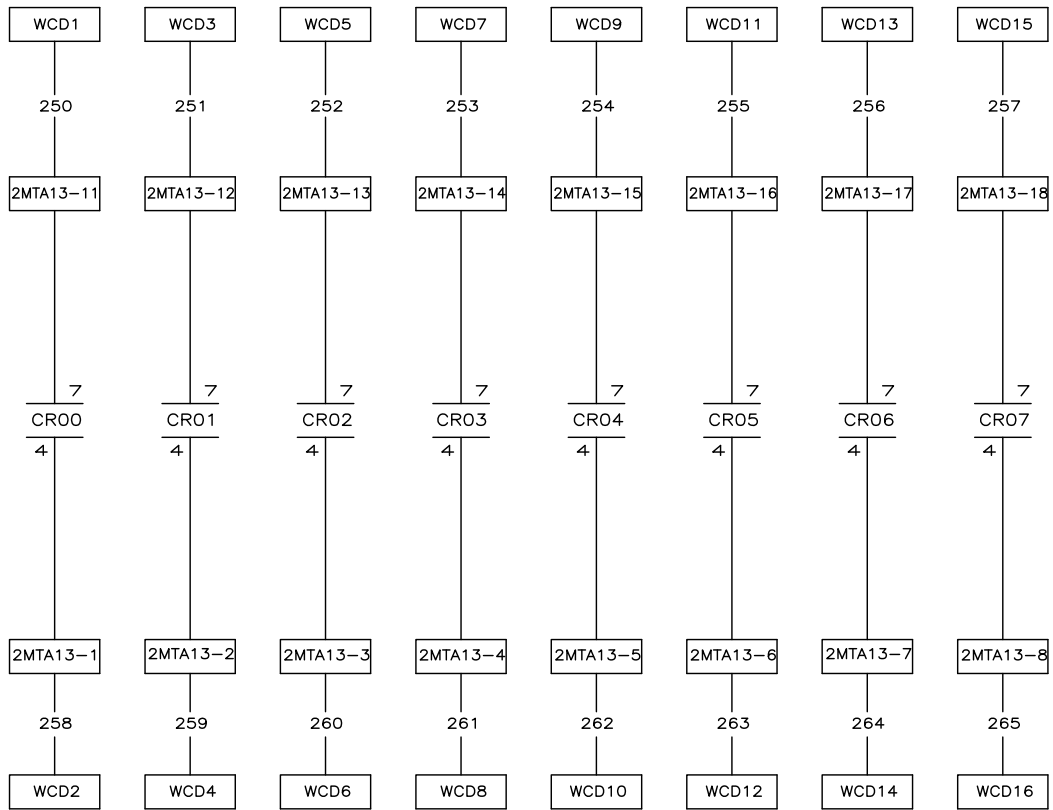 WCD1 WCD3 WCD5 WCD7 WCD9 WCD11 WCD13 WCD15
250 251 252 253 254 255 256 257
2MTA13-11 2MTA13-12 2MTA13-13 2MTA13-14 2MTA13-15 2MTA13-16 2MTA13-17 2MTA13-18
7 7 7 7 7 7 7 7
CR00 CR01 CR02 CR03 CR04 CR05 CR06 CR07
4 4 4 4 4 4 4 4
2MTA13-1 2MTA13-2 2MTA13-3 2MTA13-4 2MTA13-5 2MTA13-6 2MTA13-7 2MTA13-8
258 259 260 261 262 263 264 265
WCD2 WCD4 WCD6 WCD8 WCD10 WCD12 WCD14 WCD16